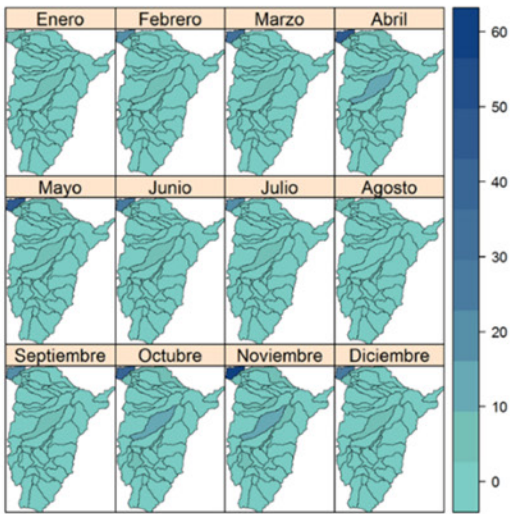 Enero Febrero Marzo Abril
Mayo Junio Julio Agosto
Septiembre Octubre Noviembre Diciembre
60
50
40
30
20
10
0